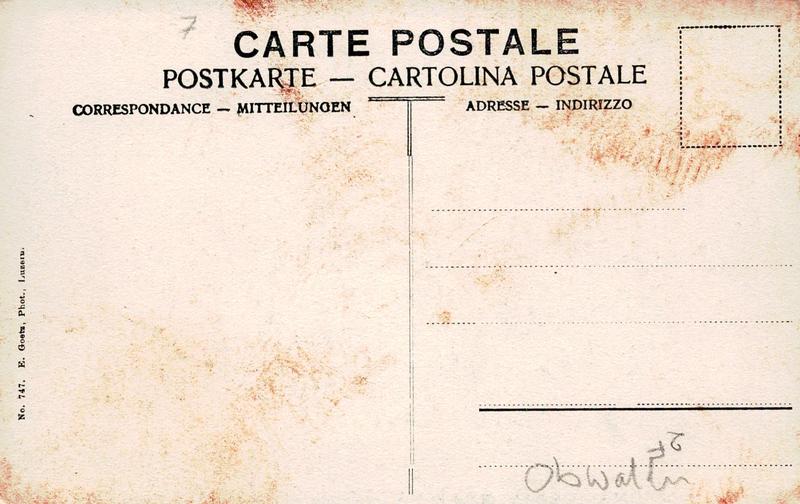 7
CARTE POSTALE
POSTKARTE — CARTOLINA POSTALE
CORRESPONDANCE — MITTEILUNGEN
ADRESSE — INDIRIZZO
No. 747. E. Goetz, Phot., Luzern.
Obwalden